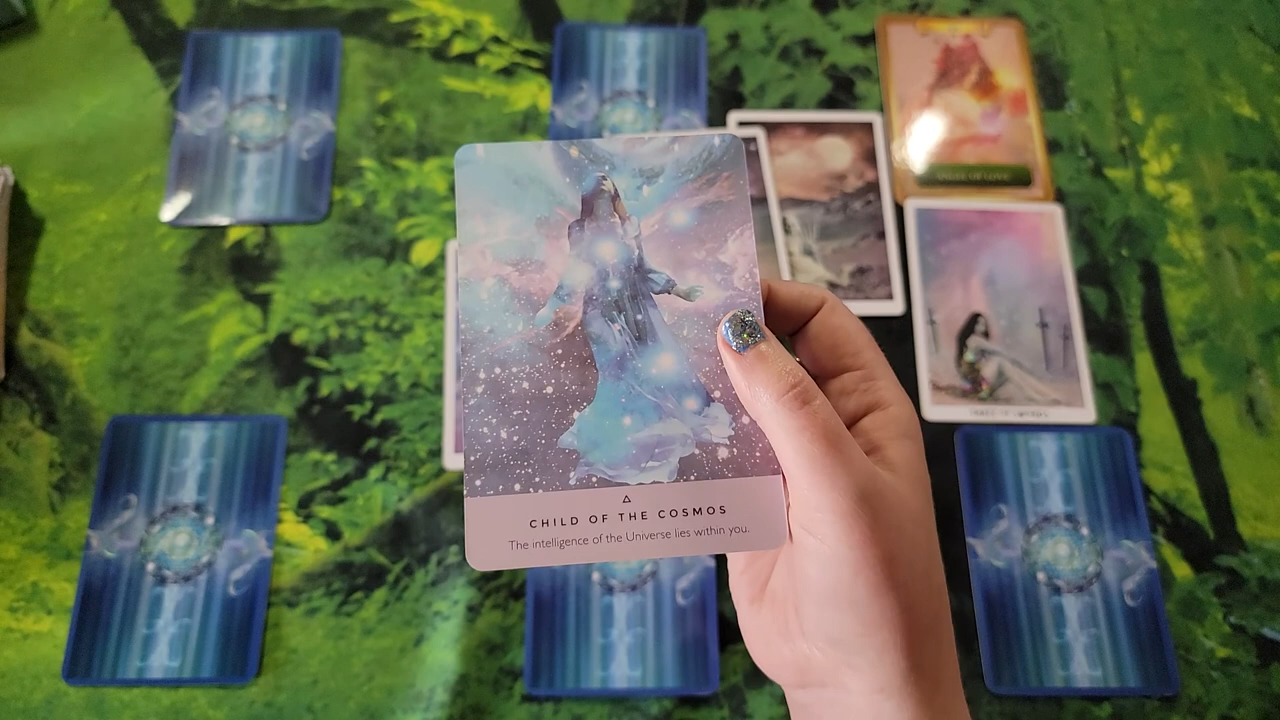 CHILD OF THE COSMOS
The intelligence of the Universe lies within you.